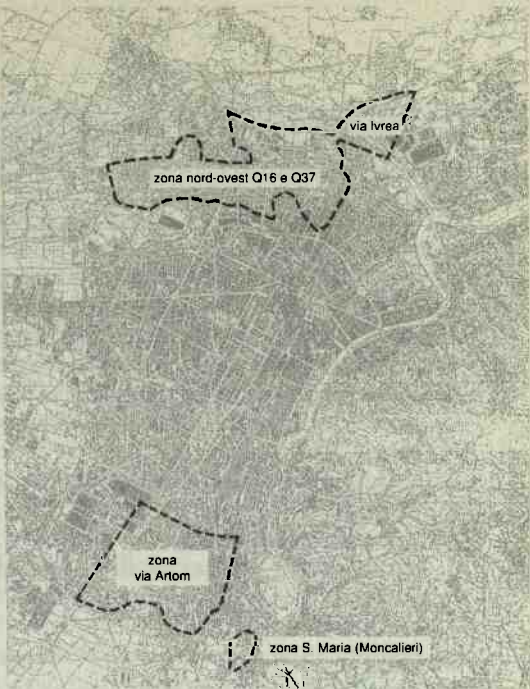 via Ivrea
zona nord-ovest Q16 e Q37
zona
via Artom
zona S. Maria (Moncalieri)